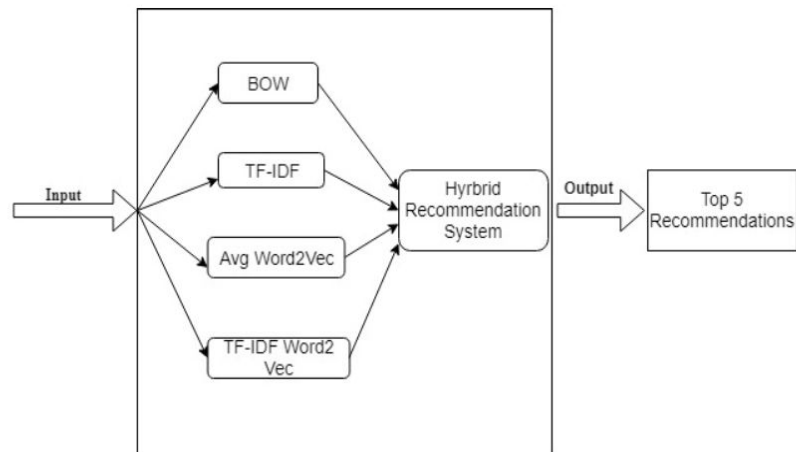 Input
BOW
TF-IDF
Avg Word2Vec
TF-IDF Word2
Vec
Hyrbrid
Recommendation
System
Output
Top 5
Recommendations